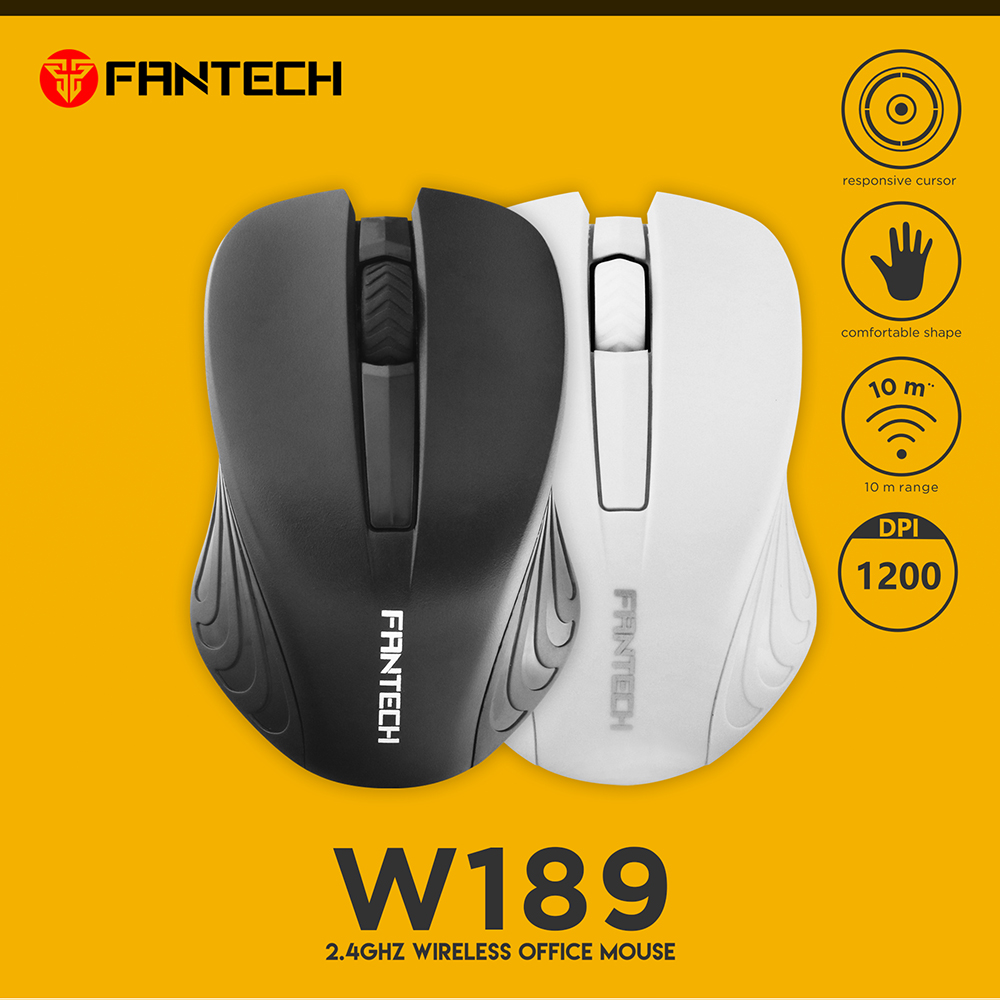 FANTECH
responsive cursor
comfortable shape
10 m
10 m range
DPI
1200
FANTECH
FANTECH
W189
2.4GHZ WIRELESS OFFICE MOUSE